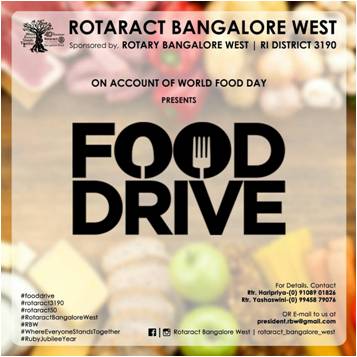 ROTARACT BANGALORE WEST
Sponsored by. ROTARY BANGALORE WEST | RI DISTRICT 3190
ON ACCOUNT OF WORLD FOOD DAY
PRESENTS
FOOD
DRIVE
For Details, Contact
Rtr. Haripriya-(0) 91089 01826
Rtr. Yashaswini-(0) 99458 79076
OR E-mail to us at
president.rbw@gmail.com
#fooddrive
#rotaract3190
#rotaract50
#RotaractBangaloreWest
#RBW
#WhereEveryoneStandsTogether
#RubyJubileeYear
Rotaract Bangalore West | rotaract_bangalore_west